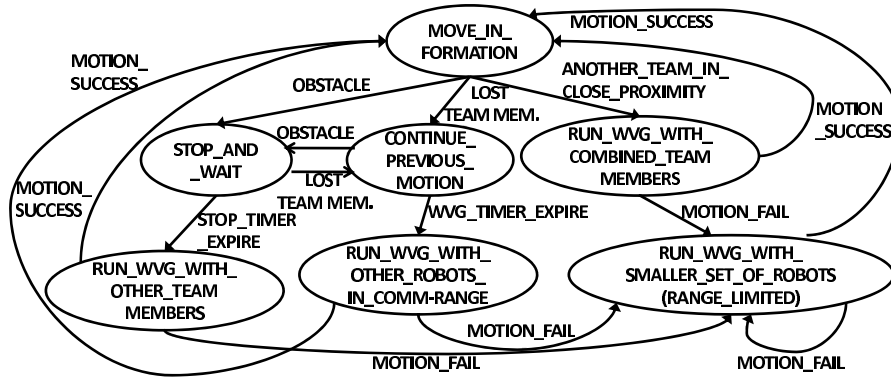 MOTION_SUCCESS
MOVE_IN_
FORMATION
MOTION_
SUCCESS
OBSTACLE
LOST
TEAM MEM.
ANOTHER_TEAM_IN_
CLOSE_PROXIMITY
MOTION
_SUCCESS
STOP_AND
_WAIT
OBSTACLE
LOST
TEAM MEM.
CONTINUE_
PREVIOUS_
MOTION
RUN_WVG_WITH_
COMBINED_TEAM
MEMBERS
MOTION_
SUCCESS
STOP_TIMER
_EXPIRE
WVG_TIMER_EXPIRE
MOTION_FAIL
RUN_WVG_WITH_
OTHER_TEAM
MEMBERS
RUN_WVG_WITH_
OTHER_ROBOTS_
IN_COMM-RANGE
RUN_WVG_WITH_
SMALLER_SET_OF_ROBOTS
(RANGE_LIMITED)
MOTION_FAIL
MOTION_FAIL
MOTION_FAIL